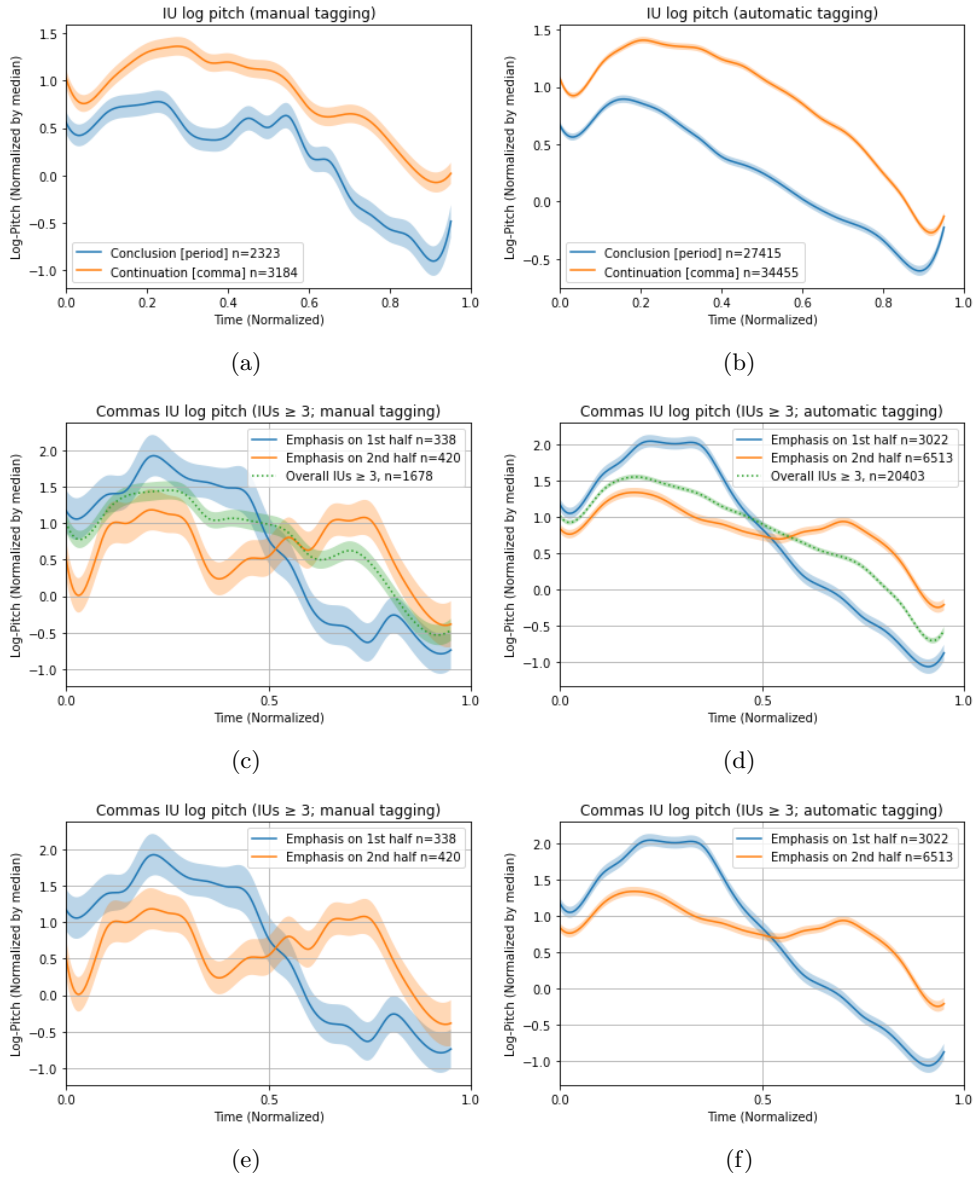 IU log pitch (manual tagging)
Log-Pitch (Normalized by median)
1.5
1.0
0.5
0.0
−0.5
−1.0
Conclusion [period] n=2323
Continuation [comma] n=3184
0.0 0.2 0.4 0.6 0.8 1.0
Time (Normalized)
(a)
IU log pitch (automatic tagging)
Log-Pitch (Normalized by median)
1.5
1.0
0.5
0.0
−0.5
Conclusion [period] n=27415
Continuation [comma] n=34455
0.0 0.2 0.4 0.6 0.8 1.0
Time (Normalized)
(b)
Commas IU log pitch (IUs ≥ 3; manual tagging)
Log-Pitch (Normalized by median)
2.0
1.5
1.0
0.5
0.0
−0.5
−1.0
Emphasis on 1st half n=338
Emphasis on 2nd half n=420
Overall IUs ≥ 3, n=1678
0.0 0.5 1.0
Time (Normalized)
(c)
Commas IU log pitch (IUs ≥ 3; automatic tagging)
Log-Pitch (Normalized by median)
2.0
1.5
1.0
0.5
0.0
−0.5
−1.0
Emphasis on 1st half n=3022
Emphasis on 2nd half n=6513
Overall IUs ≥ 3, n=20403
0.0 0.5 1.0
Time (Normalized)
(d)
Commas IU log pitch (IUs ≥ 3; manual tagging)
Log-Pitch (Normalized by median)
2.0
1.5
1.0
0.5
0.0
−0.5
−1.0
Emphasis on 1st half n=338
Emphasis on 2nd half n=420
0.0 0.5 1.0
Time (Normalized)
(e)
Commas IU log pitch (IUs ≥ 3; automatic tagging)
Log-Pitch (Normalized by median)
2.0
1.5
1.0
0.5
0.0
−0.5
−1.0
Emphasis on 1st half n=3022
Emphasis on 2nd half n=6513
0.0 0.5 1.0
Time (Normalized)
(f)